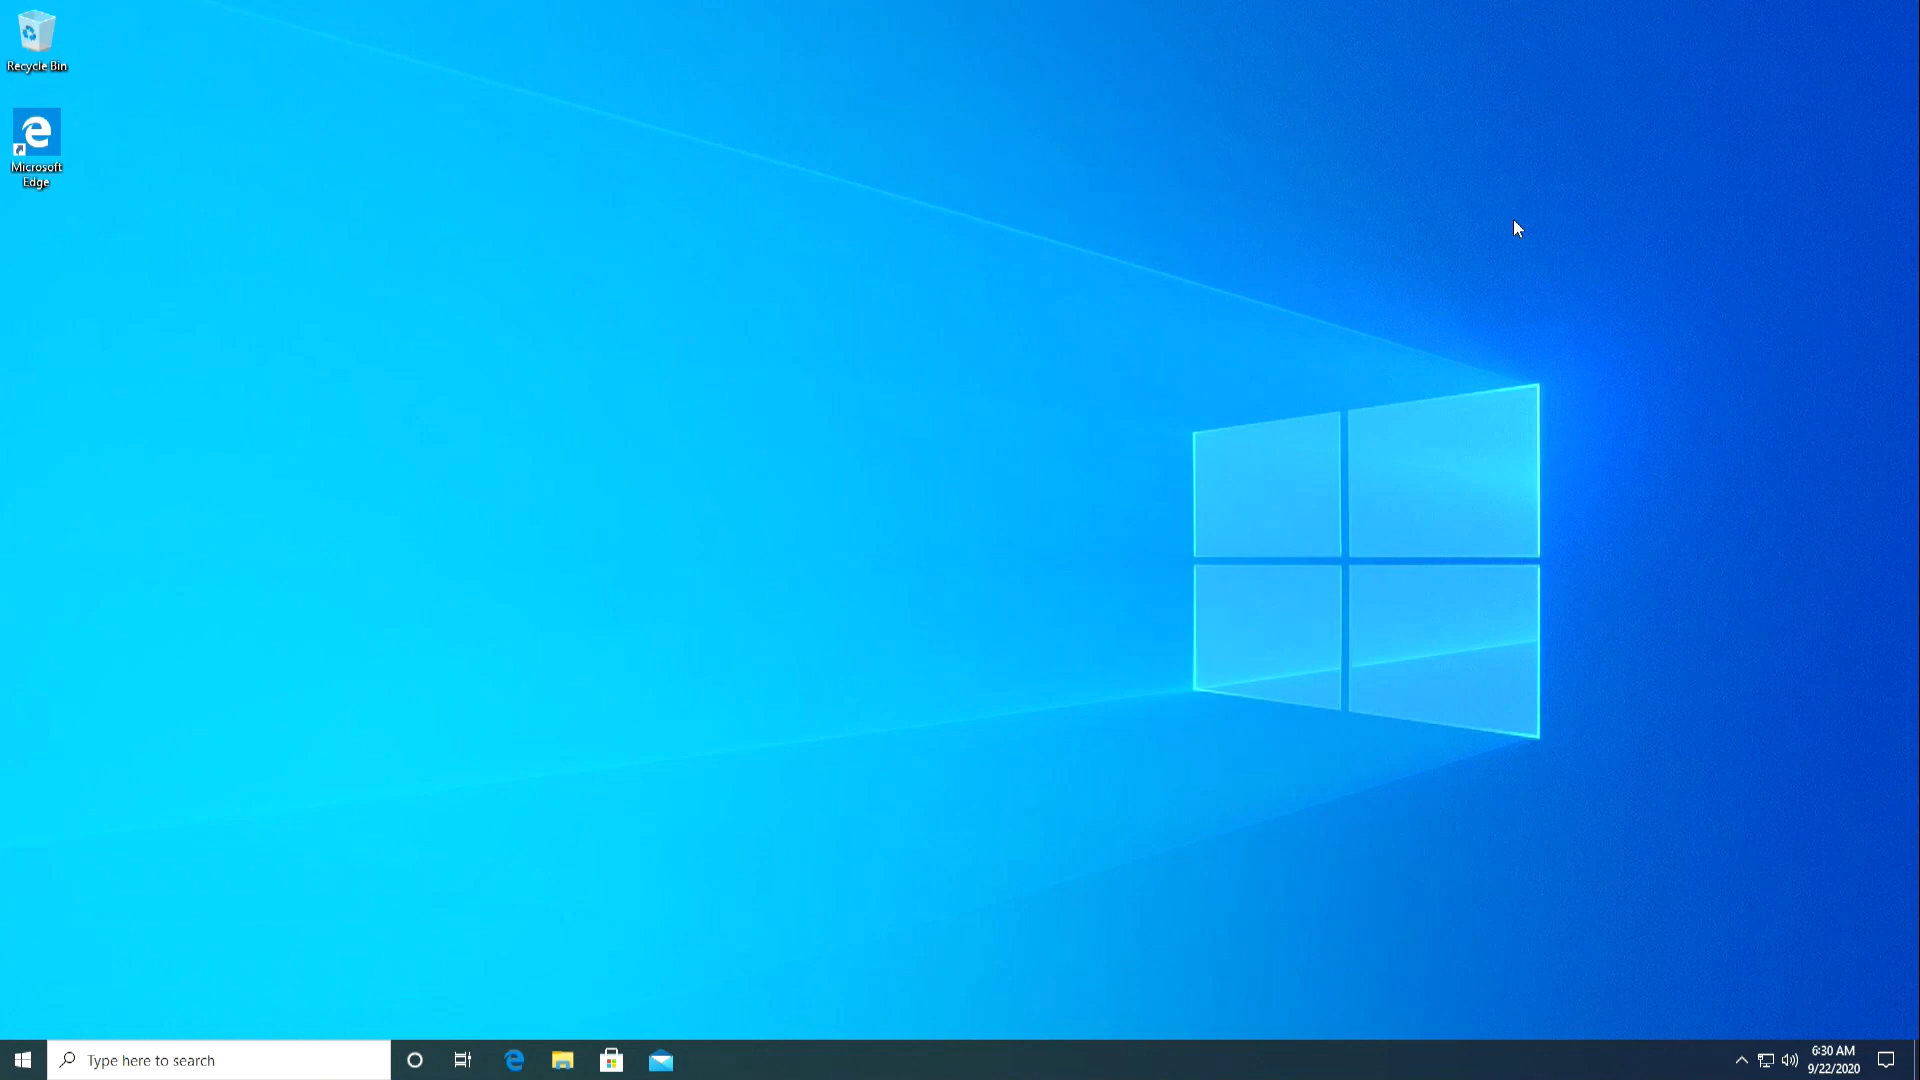 Recycle Bin
Microsoft
Edge
Type here to search
6:30 AM
9/22/2020